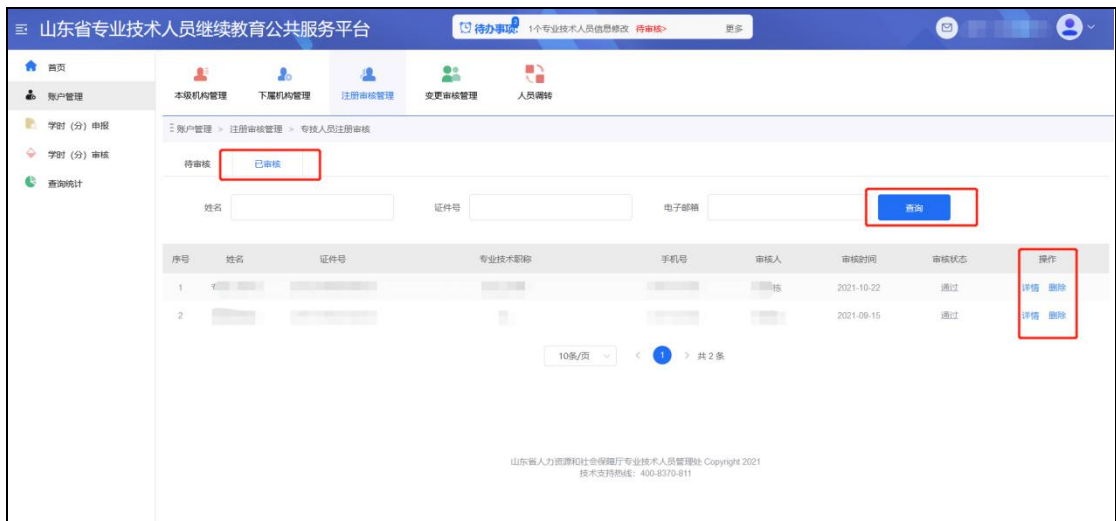 山东省专业技术人员继续教育公共服务平台
待办事项 1个专业技术人员信息修改 待审核> 更多
首页
账户管理
学时（分）申报
学时（分）审核
查询统计
本级机构管理 下属机构管理 注册审核管理 变更审核管理 人员调转
账户管理 > 注册审核管理 > 专技人员注册审核
待审核 已审核
姓名 证件号 电子邮箱 查询
序号 姓名 证件号 专业技术职称 手机号 审核人 审核时间 审核状态 操作
1 2021-10-22 通过 详情 删除
2 2021-09-15 通过 详情 删除
10条/页 < 1 > 共 2 条
山东省人力资源和社会保障厅专业技术人员管理处 Copyright 2021
技术支持热线：400-8370-811